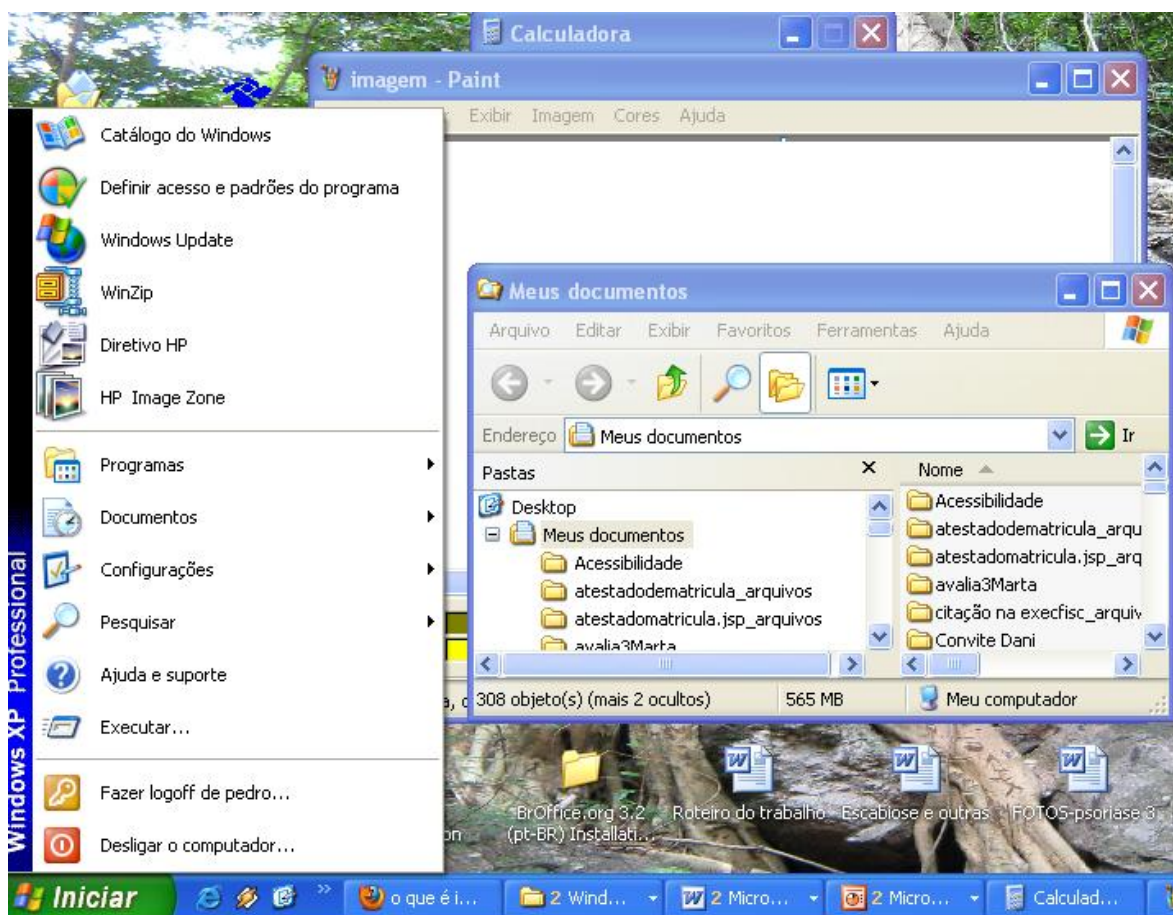 Calculadora
imagem - Paint
Exibir Imagem Cores Ajuda
Catálogo do Windows
Definir acesso e padrões do programa
Windows Update
WinZip
Diretivo HP
HP Image Zone
Programas
Documentos
Configurações
Pesquisar
Ajuda e suporte
Executar...
Fazer logoff de pedro...
Desligar o computador...
Windows XP Professional
Meus documentos
Arquivo Editar Exibir Favoritos Ferramentas Ajuda
Endereço Meus documentos Ir
Pastas X
Desktop
Meus documentos
Acessibilidade
atestadodematricula_arquivos
atestadomatricula.jsp_arquivos
avalia3Marta
Nome
Acessibilidade
atestadodematricula_arqu
atestadomatricula.jsp_arq
avalia3Marta
citação na execfisc_arquiv
Convite Dani
308 objeto(s) (mais 2 ocultos) 565 MB Meu computador
BrOffice.org 3.2
(pt-BR) Installati...
Roteiro do trabalho
Escabiose e outras
FOTOS-psoriase 3
Iniciar
o que é i...
2 Wind...
2 Micro...
2 Micro...
Calculad...